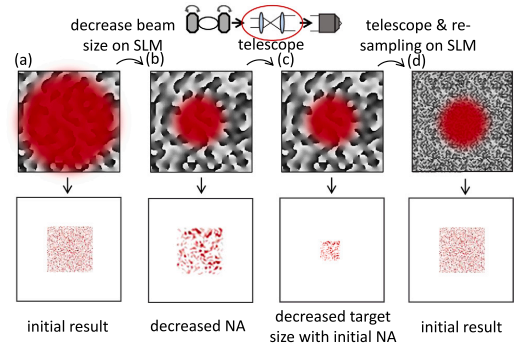 decrease beam
size on SLM
telescope
telescope & re-
sampling on SLM
(a)
(b)
(c)
(d)
initial result
decreased NA
decreased target
size with initial NA
initial result